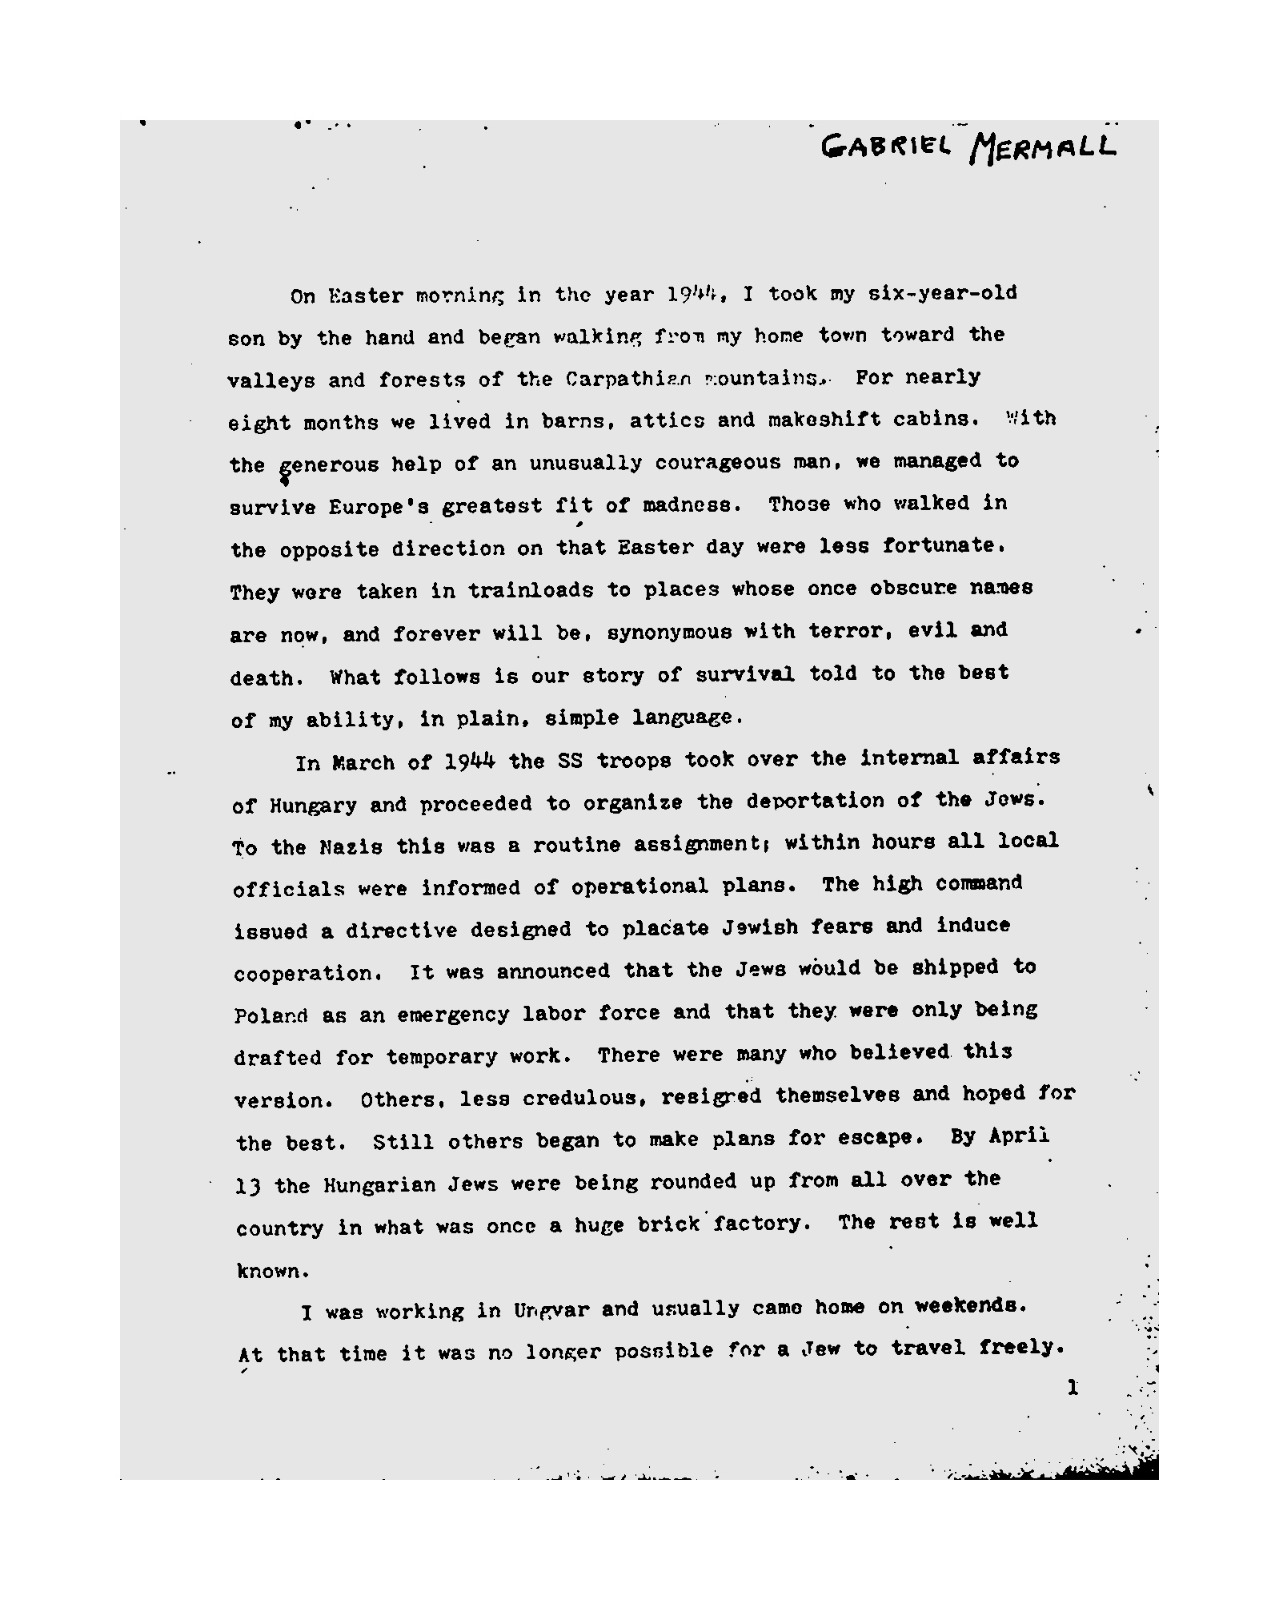 GABRIEL MERMALL
On Easter morning in the year 1944, I took my six-year-old
son by the hand and began walking from my home town toward the
valleys and forests of the Carpathian mountains. For nearly
eight months we lived in barns, attics and makeshift cabins. With
the generous help of an unusually courageous man, we managed to
survive Europe's greatest fit of madness. Those who walked in
the opposite direction on that Easter day were less fortunate.
They were taken in trainloads to places whose once obscure names
are now, and forever will be, synonymous with terror, evil and
death. What follows is our story of survival told to the best
of my ability, in plain, simple language.
In March of 1944 the SS troops took over the internal affairs
of Hungary and proceeded to organize the deportation of the Jews.
To the Nazis this was a routine assignment; within hours all local
officials were informed of operational plans. The high command
issued a directive designed to placate Jewish fears and induce
cooperation. It was announced that the Jews would be shipped to
Poland as an emergency labor force and that they were only being
drafted for temporary work. There were many who believed this
version. Others, less credulous, resigned themselves and hoped for
the best. Still others began to make plans for escape. By April
13 the Hungarian Jews were being rounded up from all over the
country in what was once a huge brick factory. The rest is well
known.
I was working in Ungvar and usually came home on weekends.
At that time it was no longer possible for a Jew to travel freely.
1